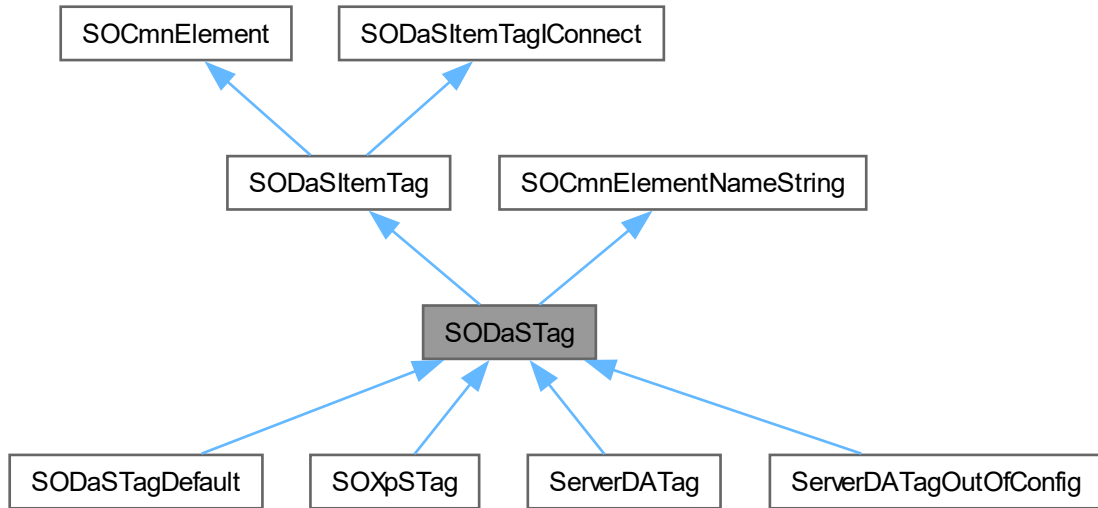 SOCmnElement
SODaSItemTagIConnect
SODaSItemTag
SOCmnElementNameString
SODaSTag
SODaSTagDefault
SOXpSTag
ServerDATag
ServerDATagOutOfConfig